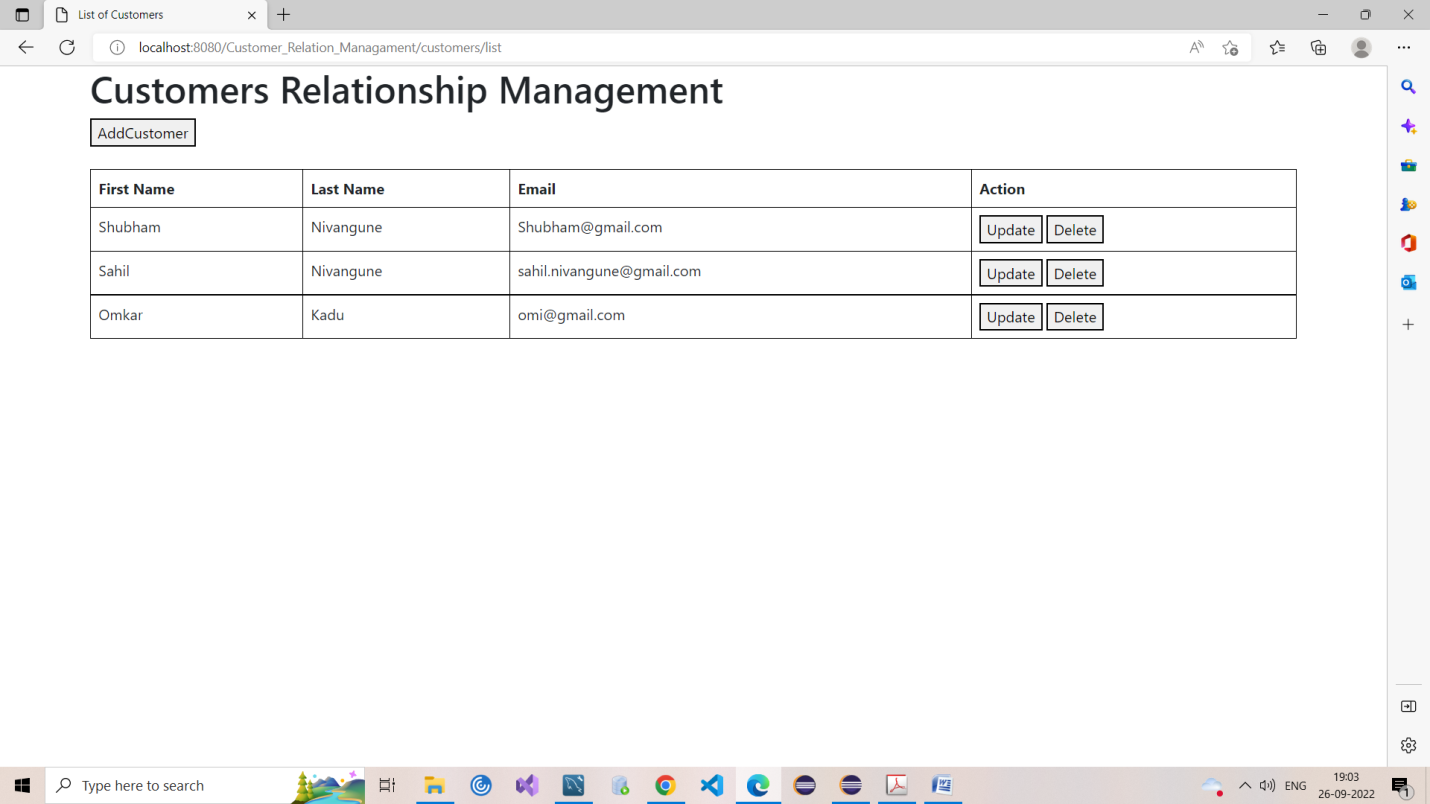 List of Customers
localhost:8080/Customer_Relation_Managament/customers/list
Customers Relationship Management
AddCustomer
First Name Last Name Email Action
Shubham Nivangune Shubham@gmail.com Update Delete
Sahil Nivangune sahil.nivangune@gmail.com Update Delete
Omkar Kadu omi@gmail.com Update Delete
Type here to search
ENG
19:03
26-09-2022
1